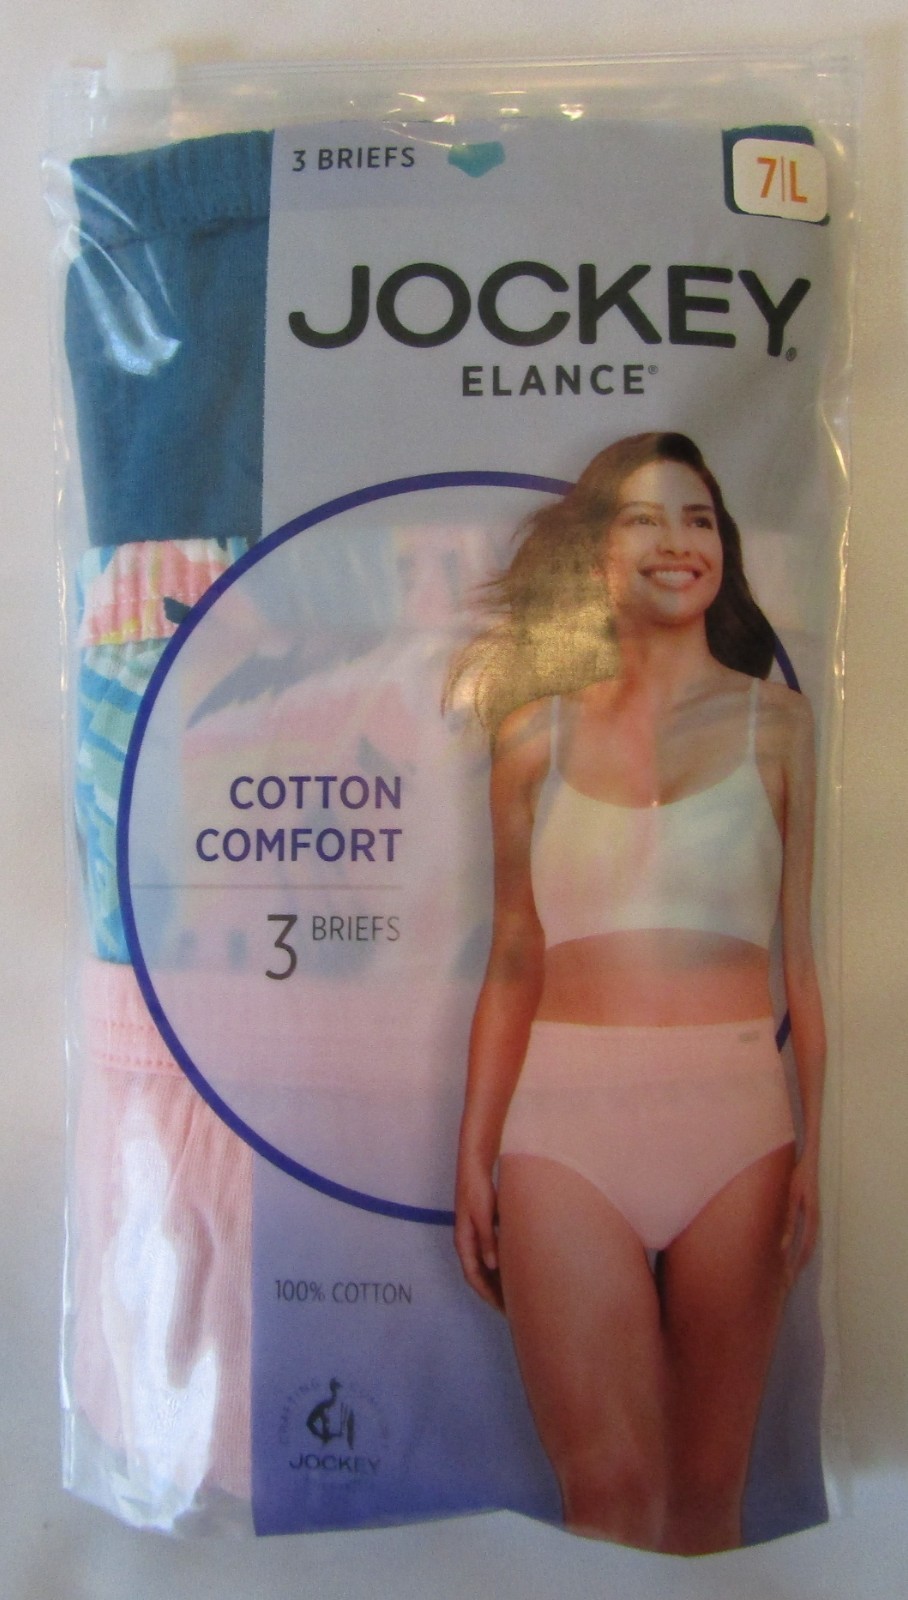 3 BRIEFS
7|L
JOCKEY®
ELANCE®
COTTON
COMFORT
3 BRIEFS
100% COTTON
JOCKEY